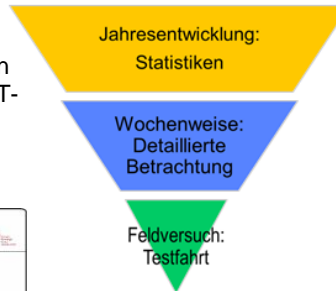 Jahresentwicklung:
Statistiken
T-
Wochenweise:
Detaillierte
Betrachtung
Feldversuch:
Testfahrt